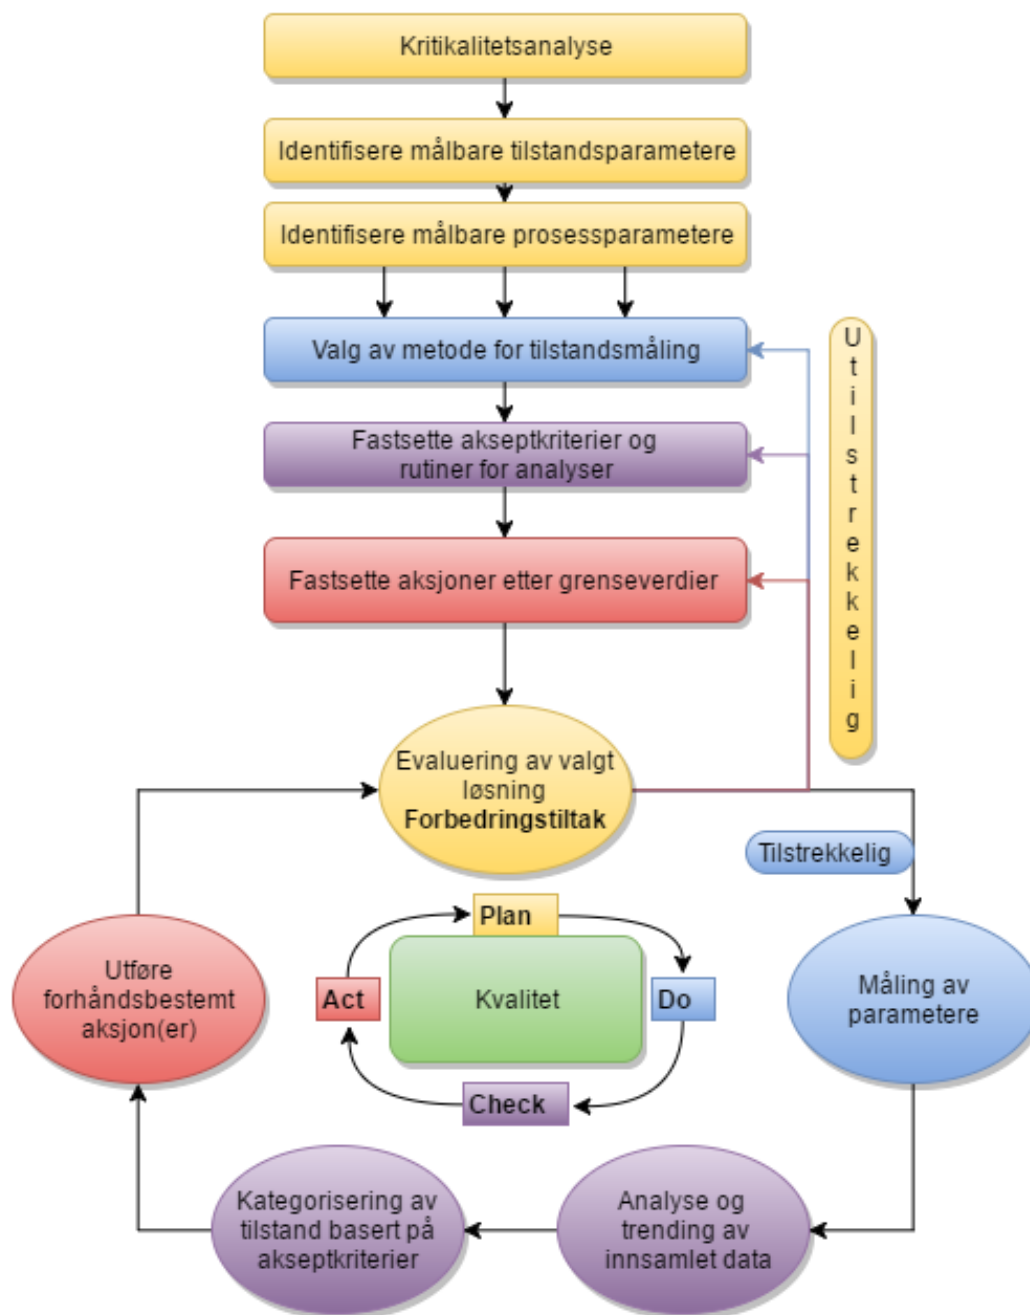 Kritikalitetsanalyse
Identifisere målbare tilstandsparametere
Identifisere målbare prosessparametere
Valg av metode for tilstandsmåling
Fastsette akseptkriterier og
rutiner for analyser
Fastsette aksjoner etter grenseverdier
Utilstrekkelig
Evaluering av valgt
løsning
Forbedringstiltak
Tilstrekkelig
Måling av
parametere
Analyse og
trending av
innsamlet data
Kategorisering av
tilstand basert på
akseptkriterier
Utføre
forhåndsbestemt
aksjon(er)
Plan
Do
Check
Act
Kvalitet